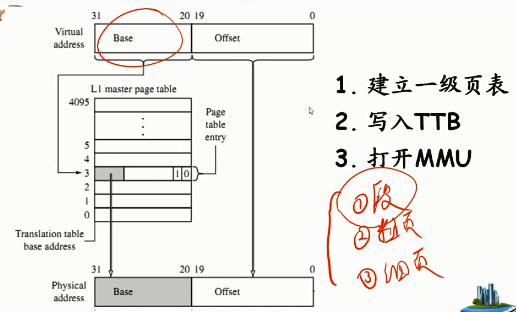 31 20 19 0
Virtual address Base Offset
L1 master page table
4095
Page table entry
5
4
3 1 0
2
1
0
Translation table base address
31 20 19 0
Physical address Base Offset
1. 建立一级页表
2. 写入TTB
3. 打开MMU
①段
②粗页
③细页